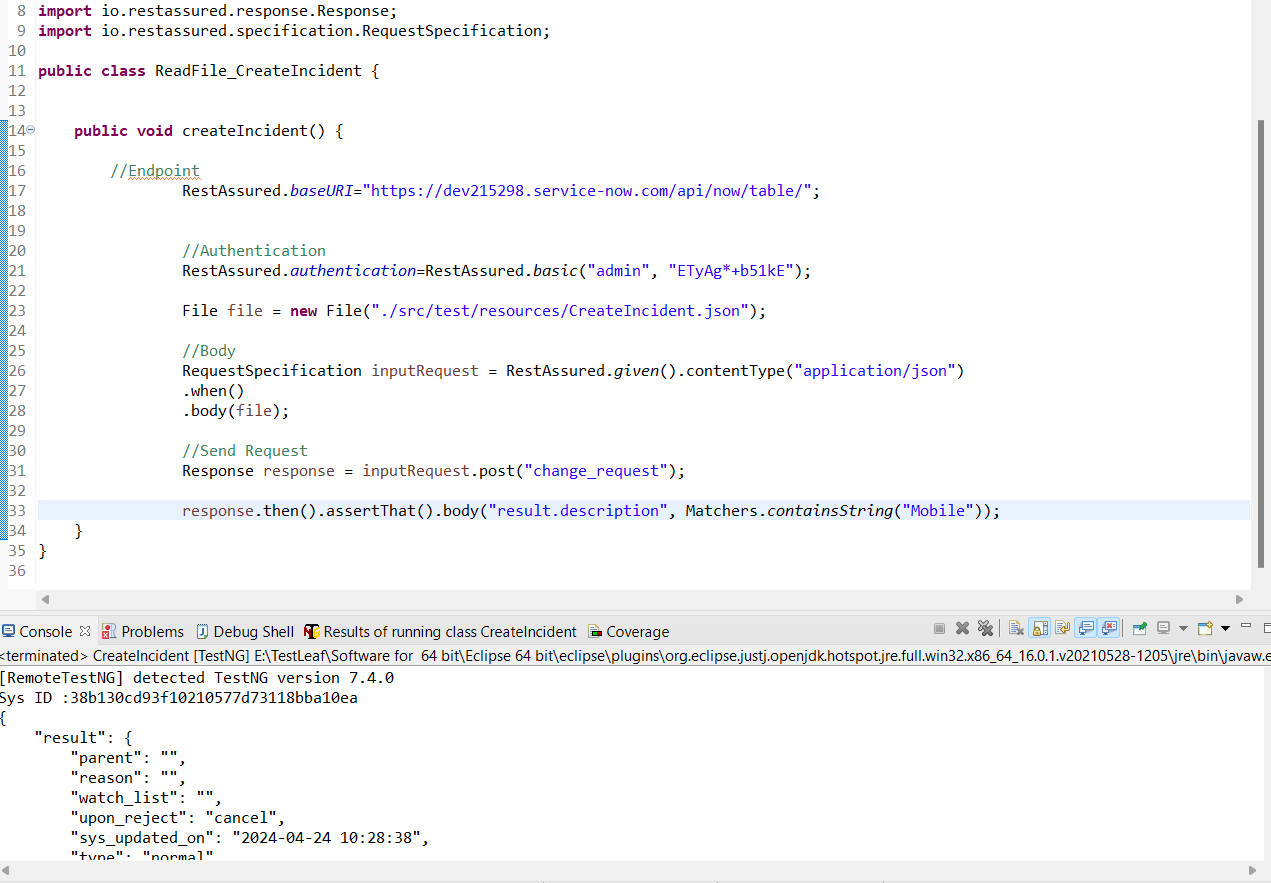 8 import io.restassured.response.Response;
9 import io.restassured.specification.RequestSpecification;
10
11 public class ReadFile_CreateIncident {
12
13
14 public void createIncident() {
15
16 //Endpoint
17 RestAssured.baseURI="https://dev215298.service-now.com/api/now/table/";
18
19
20 //Authentication
21 RestAssured.authentication=RestAssured.basic("admin", "ETyAg*+b51kE");
22
23 File file = new File("./src/test/resources/CreateIncident.json");
24
25 //Body
26 RequestSpecification inputRequest = RestAssured.given().contentType("application/json")
27 .when()
28 .body(file);
29
30 //Send Request
31 Response response = inputRequest.post("change_request");
32
33 response.then().assertThat().body("result.description", Matchers.containsString("Mobile"));
34 }
35 }
36
Console Problems Debug Shell Results of running class CreateIncident Coverage
<terminated> CreateIncident [TestNG] E:\TestLeaf\Software for 64 bit\Eclipse 64 bit\eclipse\plugins\org.eclipse.justj.openjdk.hotspot.jre.full.win32.x86_64_16.0.1.v20210528-1205\jre\bin\javaw.e
[RemoteTestNG] detected TestNG version 7.4.0
Sys ID :38b130cd93f10210577d73118bba10ea
{
"result": {
"parent": "",
"reason": "",
"watch_list": "",
"upon_reject": "cancel",
"sys_updated_on": "2024-04-24 10:28:38",
"type": "normal"